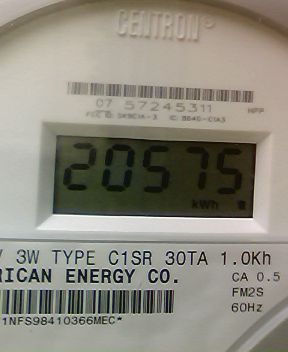 CENTRON®
07 57245311
20575
kWh
V 3W TYPE C1SR 30TA 1.0Kh
RICAN ENERGY CO.
CA 0.5
FM2S
60Hz
1NFS98410366MEC*